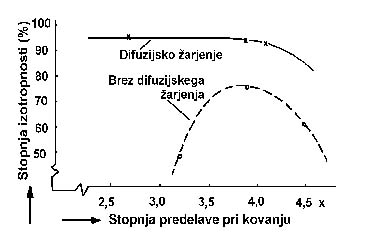 100
90
80
70
60
50
Stopnja izotropnosti (%)
Difuzijsko žarjenje
Brez difuzijskega
žarjenja
2,5 3,0 3,5 4,0 4,5 x
Stopnja predelave pri kovanju